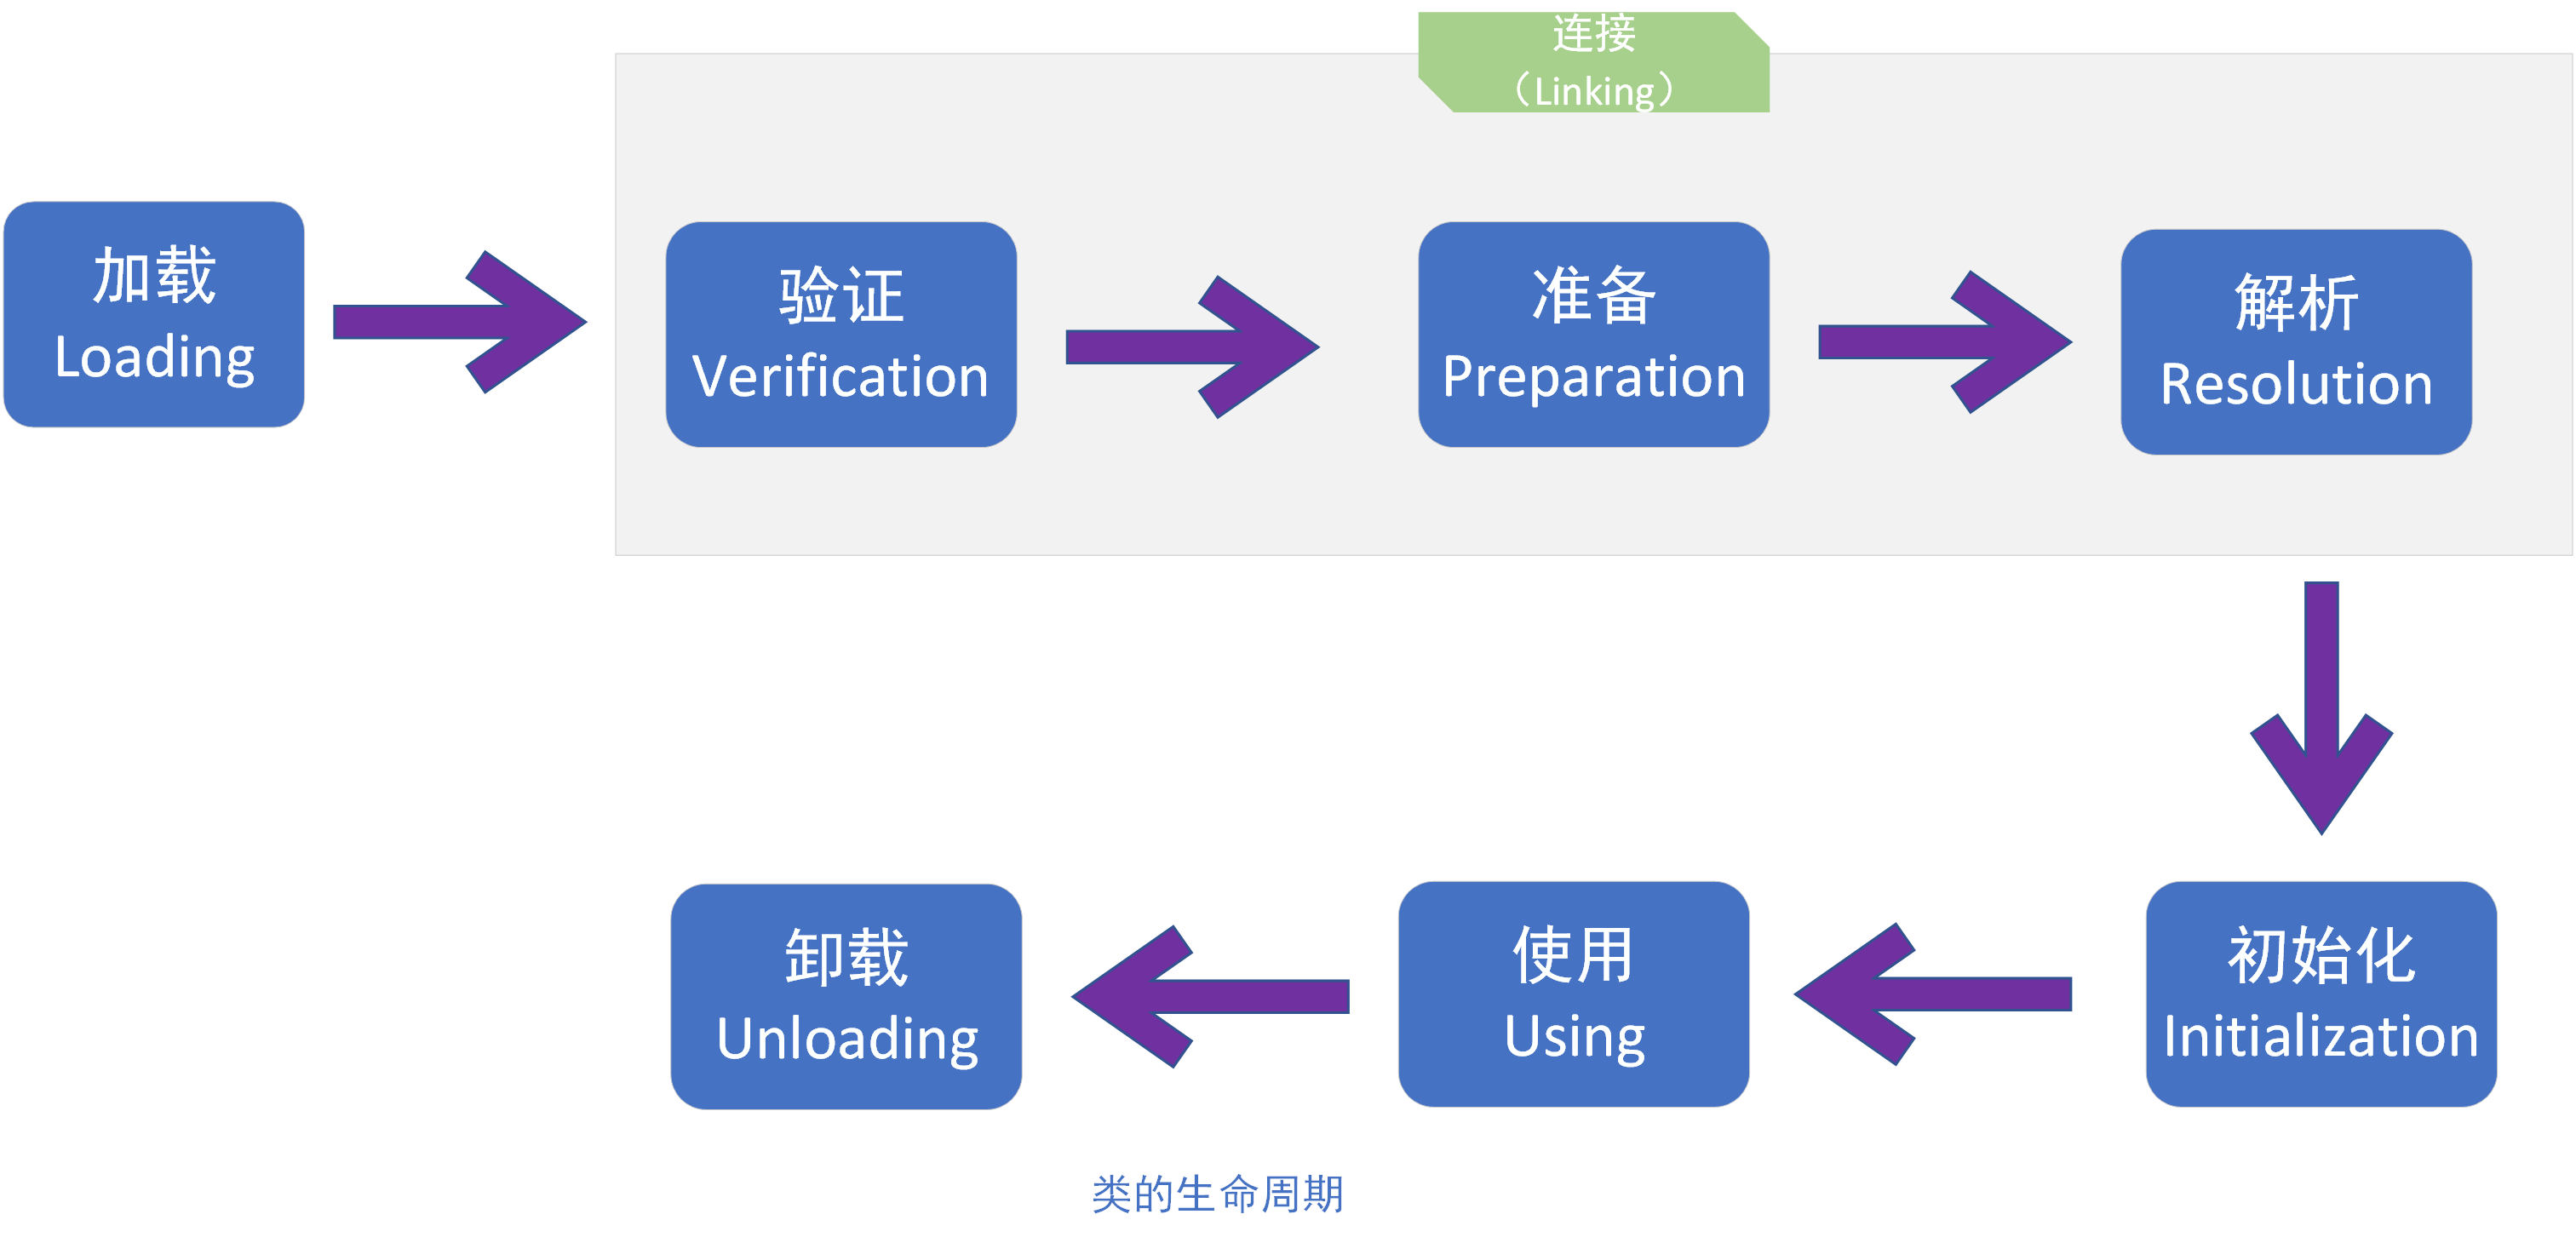 连接
（Linking）
加载
Loading
验证
Verification
准备
Preparation
解析
Resolution
初始化
Initialization
使用
Using
卸载
Unloading
类的生命周期